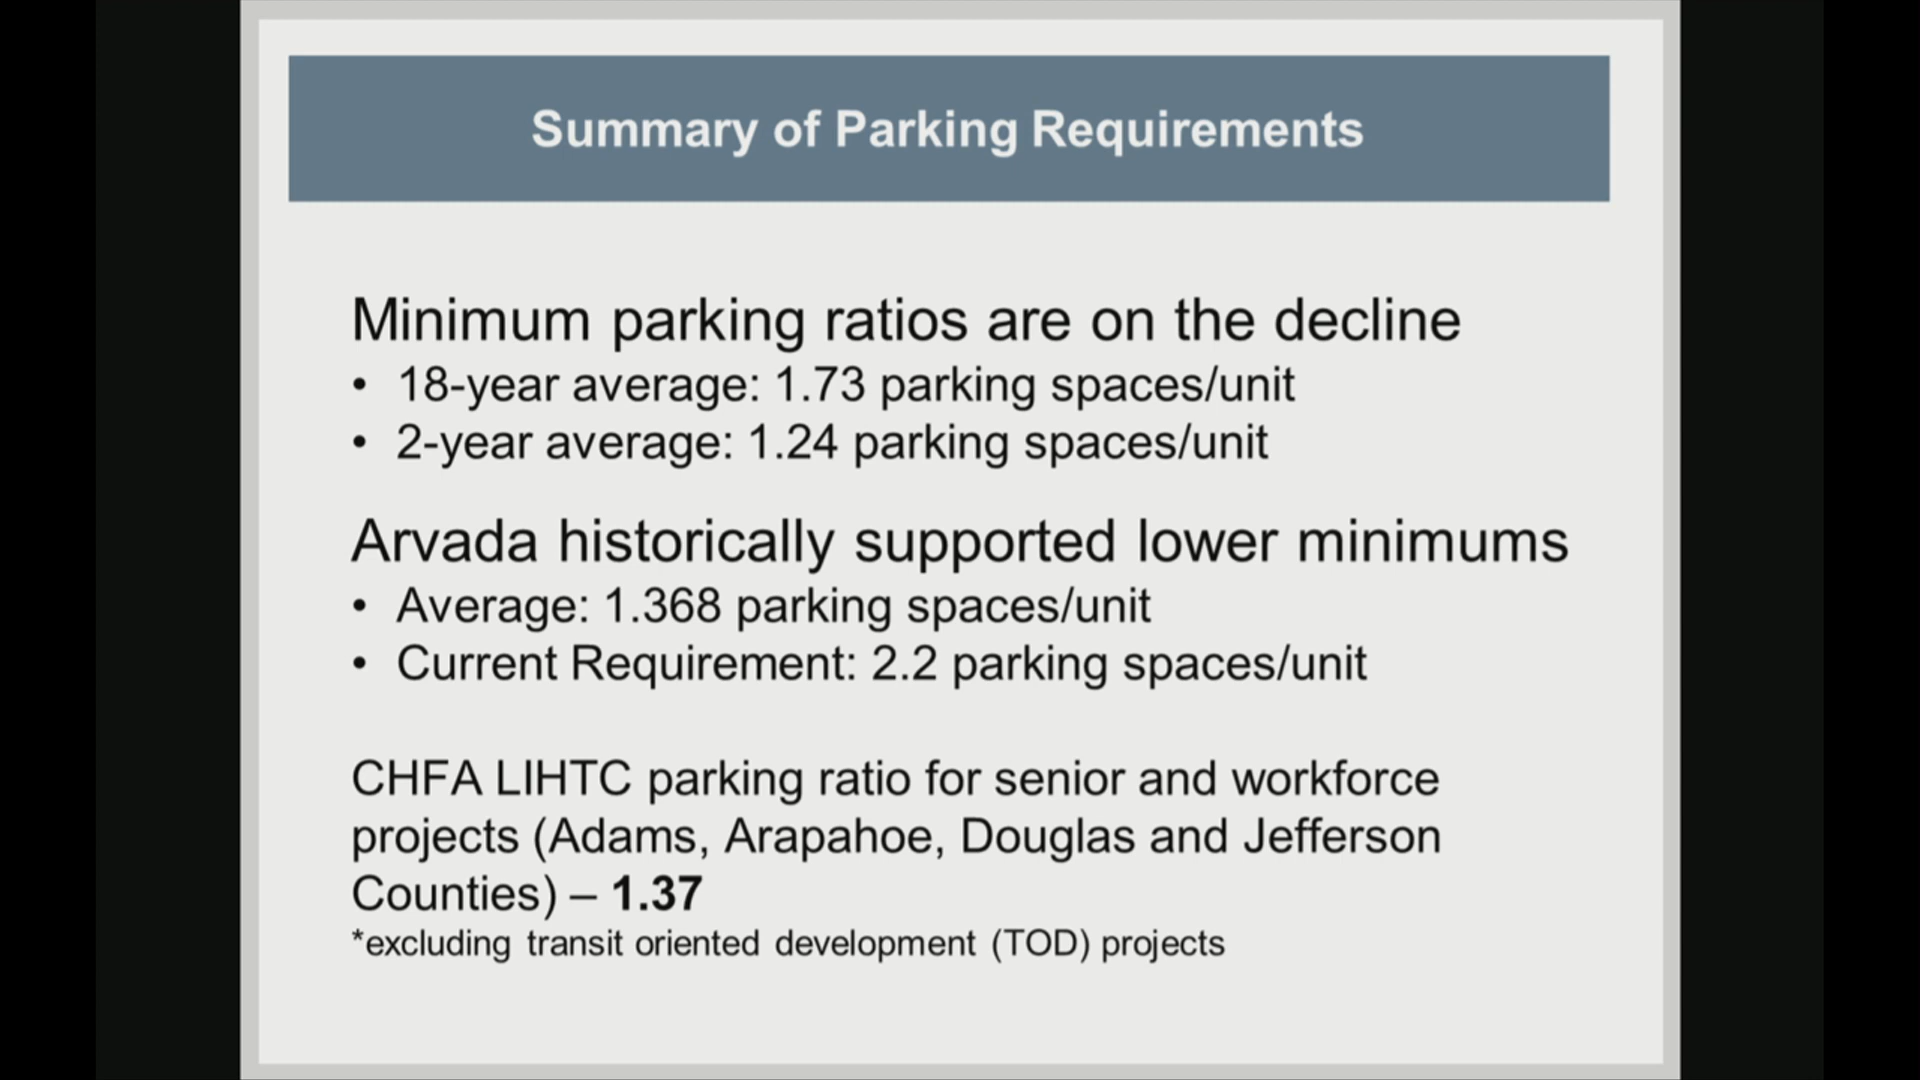 Summary of Parking Requirements
Minimum parking ratios are on the decline
• 18-year average: 1.73 parking spaces/unit
• 2-year average: 1.24 parking spaces/unit
Arvada historically supported lower minimums
• Average: 1.368 parking spaces/unit
• Current Requirement: 2.2 parking spaces/unit
CHFA LIHTC parking ratio for senior and workforce
projects (Adams, Arapahoe, Douglas and Jefferson
Counties) – 1.37
*excluding transit oriented development (TOD) projects